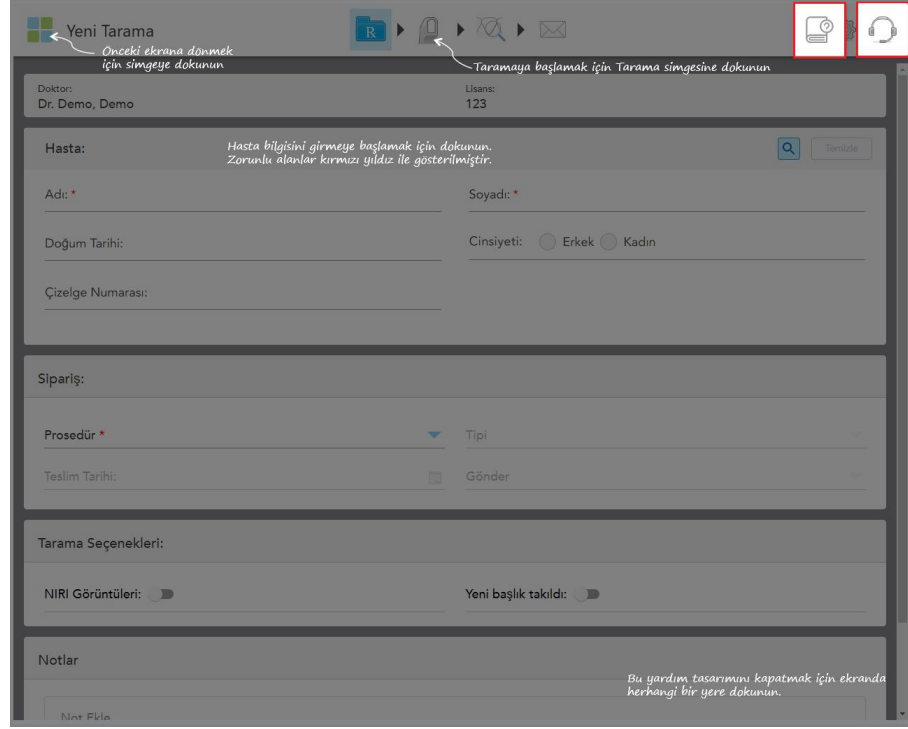 Yeni Tarama
R
Önceki ekrana dönmek
için simgeye dokunun
Taramaya başlamak için Tarama simgesine dokunun
Doktor:
Dr. Demo, Demo
Lisans:
123
Hasta:
Hasta bilgisini girmeye başlamak için dokunun.
Zorunlu alanlar kırmızı yıldız ile gösterilmiştir.
Temizle
Adı: *
Soyadı: *
Doğum Tarihi:
Cinsiyeti: Erkek Kadın
Çizelge Numarası:
Sipariş:
Prosedür *
Tipi
Teslim Tarihi:
Gönder
Tarama Seçenekleri:
NIRI Görüntüleri:
Yeni başlık takıldı:
Notlar
Bu yardım tasarımını kapatmak için ekranda
herhangi bir yere dokunun.
Not Ekle